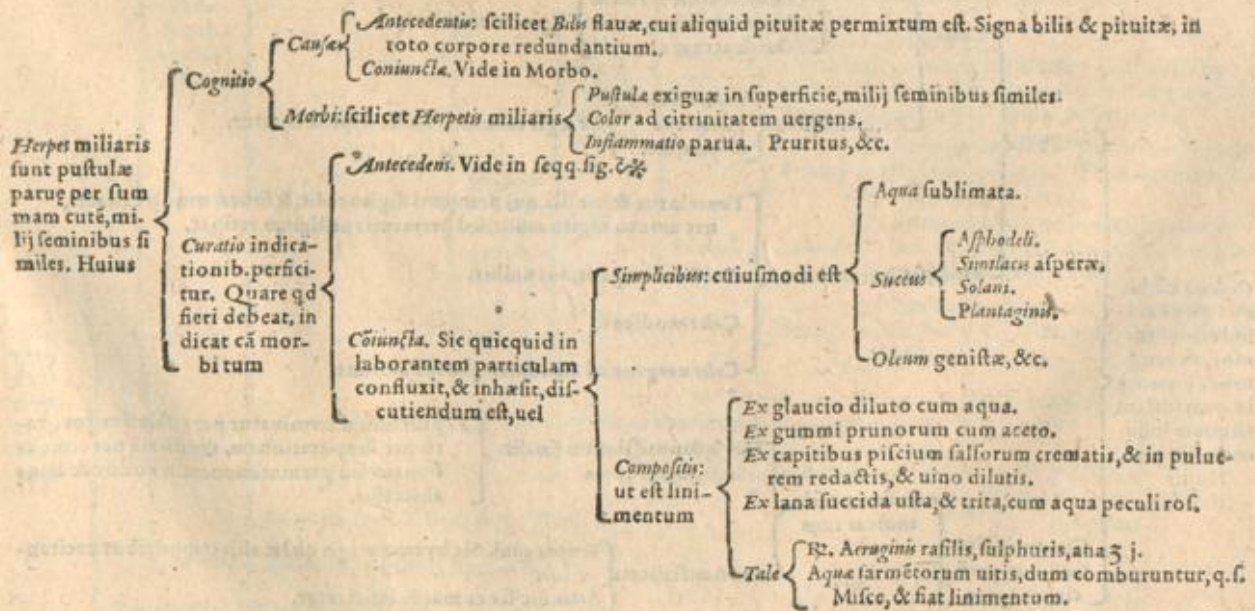 Herpes miliaris
sunt pustulæ
paruę per sum
mam cutē, mi-
lij seminibus si
miles. Huius
Cognitio
Causæ
Antecedentis: scilicet Bilis flauæ, cui aliquid pituitæ permixtum est. Signa bilis & pituitæ, in
toto corpore redundantium.
Coniunctæ. Vide in Morbo.
Morbi: scilicet Herpetis miliaris
Pustulæ exiguæ in superficie, milij seminibus similes.
Color ad citrinitatem uergens.
Inflammatio parua. Pruritus, &c.
Curatio indica-
tionib. perfici-
tur. Quare qd
fieri debeat, in
dicat cā mor-
bi tum
Antecedens. Vide in seqq. sig.
Cōiuncta. Sic quicquid in
laborantem particulam
confluxit, & inhæsit, dis-
cutiendum est, uel
Simplicibus: cuiusmodi est
Aqua sublimata.
Succus
Asphodeli.
Smilacis asperæ.
Solani.
Plantaginis.
Oleum genistæ, &c.
Compositis:
ut est lini-
mentum
Ex glaucio diluto cum aqua.
Ex gummi prunorum cum aceto.
Ex capitibus piscium salsorum crematis, & in pulue-
rem redactis, & uino dilutis.
Ex lana succida usta, & trita, cum aqua peculi ros.
Tale
℞. Aeruginis rasilis, sulphuris, ana ʒ j.
Aquæ sarmētorum uitis, dum comburuntur, q. s.
Misce, & fiat linimentum.